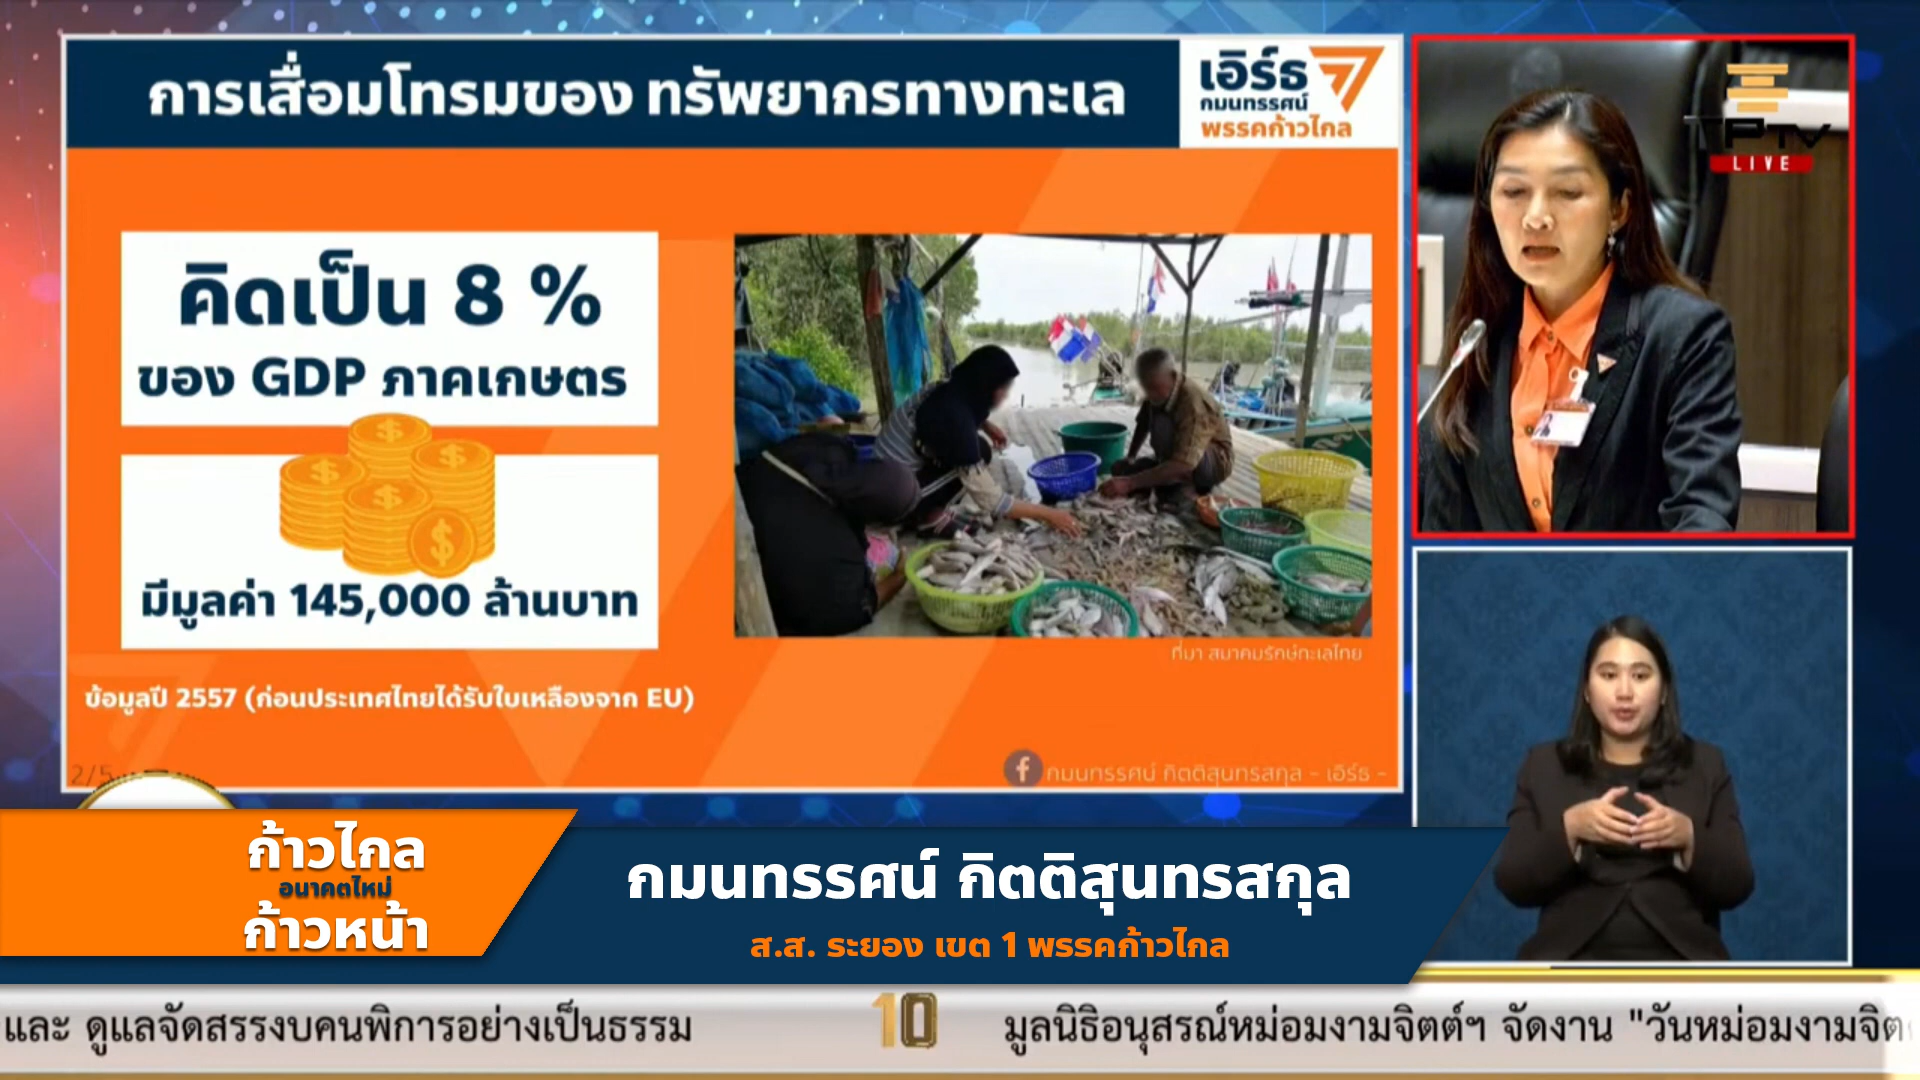 การเสื่อมโทรมของ ทรัพยากรทางทะเล
เอิร์ธ
กมนทรรศน์
พรรคก้าวไกล
คิดเป็น 8 %
ของ GDP ภาคเกษตร
มีมูลค่า 145,000 ล้านบาท
ที่มา สมาคมรักษ์ทะเลไทย
ข้อมูลปี 2557 (ก่อนประเทศไทยได้รับใบเหลืองจาก EU)
2/5
กมนทรรศน์ กิตติสุนทรสกุล - เอิร์ธ -
TPTV
LIVE
ก้าวไกล
อนาคตใหม่
ก้าวหน้า
กมนทรรศน์ กิตติสุนทรสกุล
ส.ส. ระยอง เขต 1 พรรคก้าวไกล
และ ดูแลจัดสรรงบคนพิการอย่างเป็นธรรม 10 มูลนิธิอนุสรณ์หม่อมงามจิตต์ฯ จัดงาน "วันหม่อมงามจิต